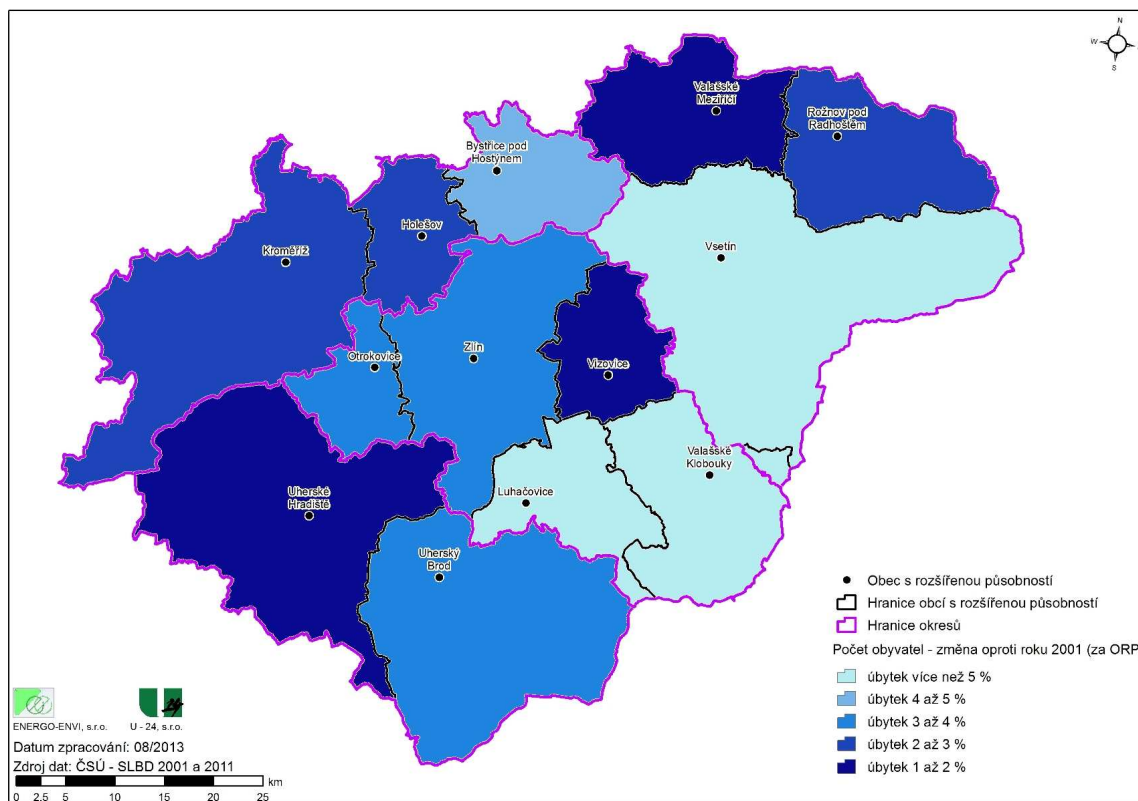 N
W
S
Valašské
Meziříčí
Rožnov pod
Radhoštěm
Bystřice pod
Hostýnem
Holešov
Kroměříž
Vsetín
Otrokovice
Zlín
Vizovice
Valašské
Klobouky
Luhačovice
Uherské
Hradiště
Uherský
Brod
Obec s rozšířenou působností
Hranice obcí s rozšířenou působností
Hranice okresů
Počet obyvatel - změna oproti roku 2001 (za ORP
úbytek více než 5 %
úbytek 4 až 5 %
úbytek 3 až 4 %
úbytek 2 až 3 %
úbytek 1 až 2 %
ENERGO-ENVI, s.r.o.
U - 24, s.r.o.
Datum zpracování: 08/2013
Zdroj dat: ČSÚ - SLBD 2001 a 2011
km
0 2.5 5 10 15 20 25